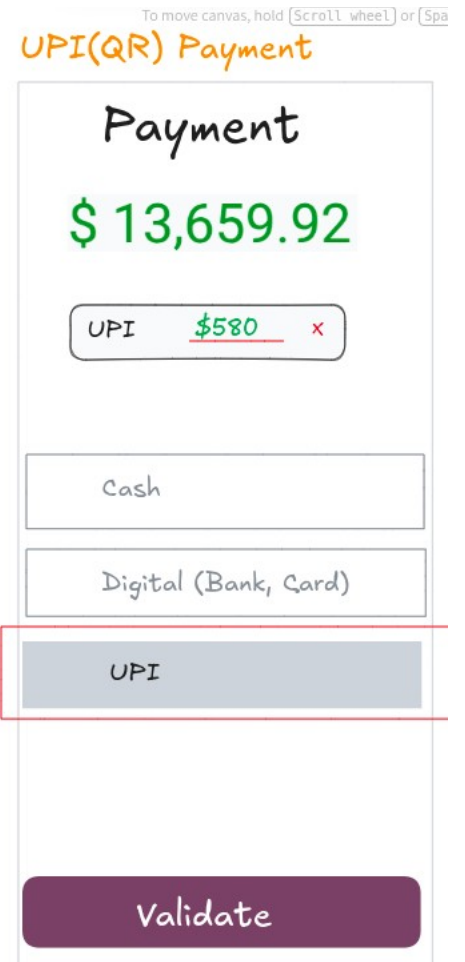 To move canvas, hold Scroll wheel or Spa
UPI(QR) Payment
Payment
$ 13,659.92
UPI $580 x
Cash
Digital (Bank, Card)
UPI
Validate